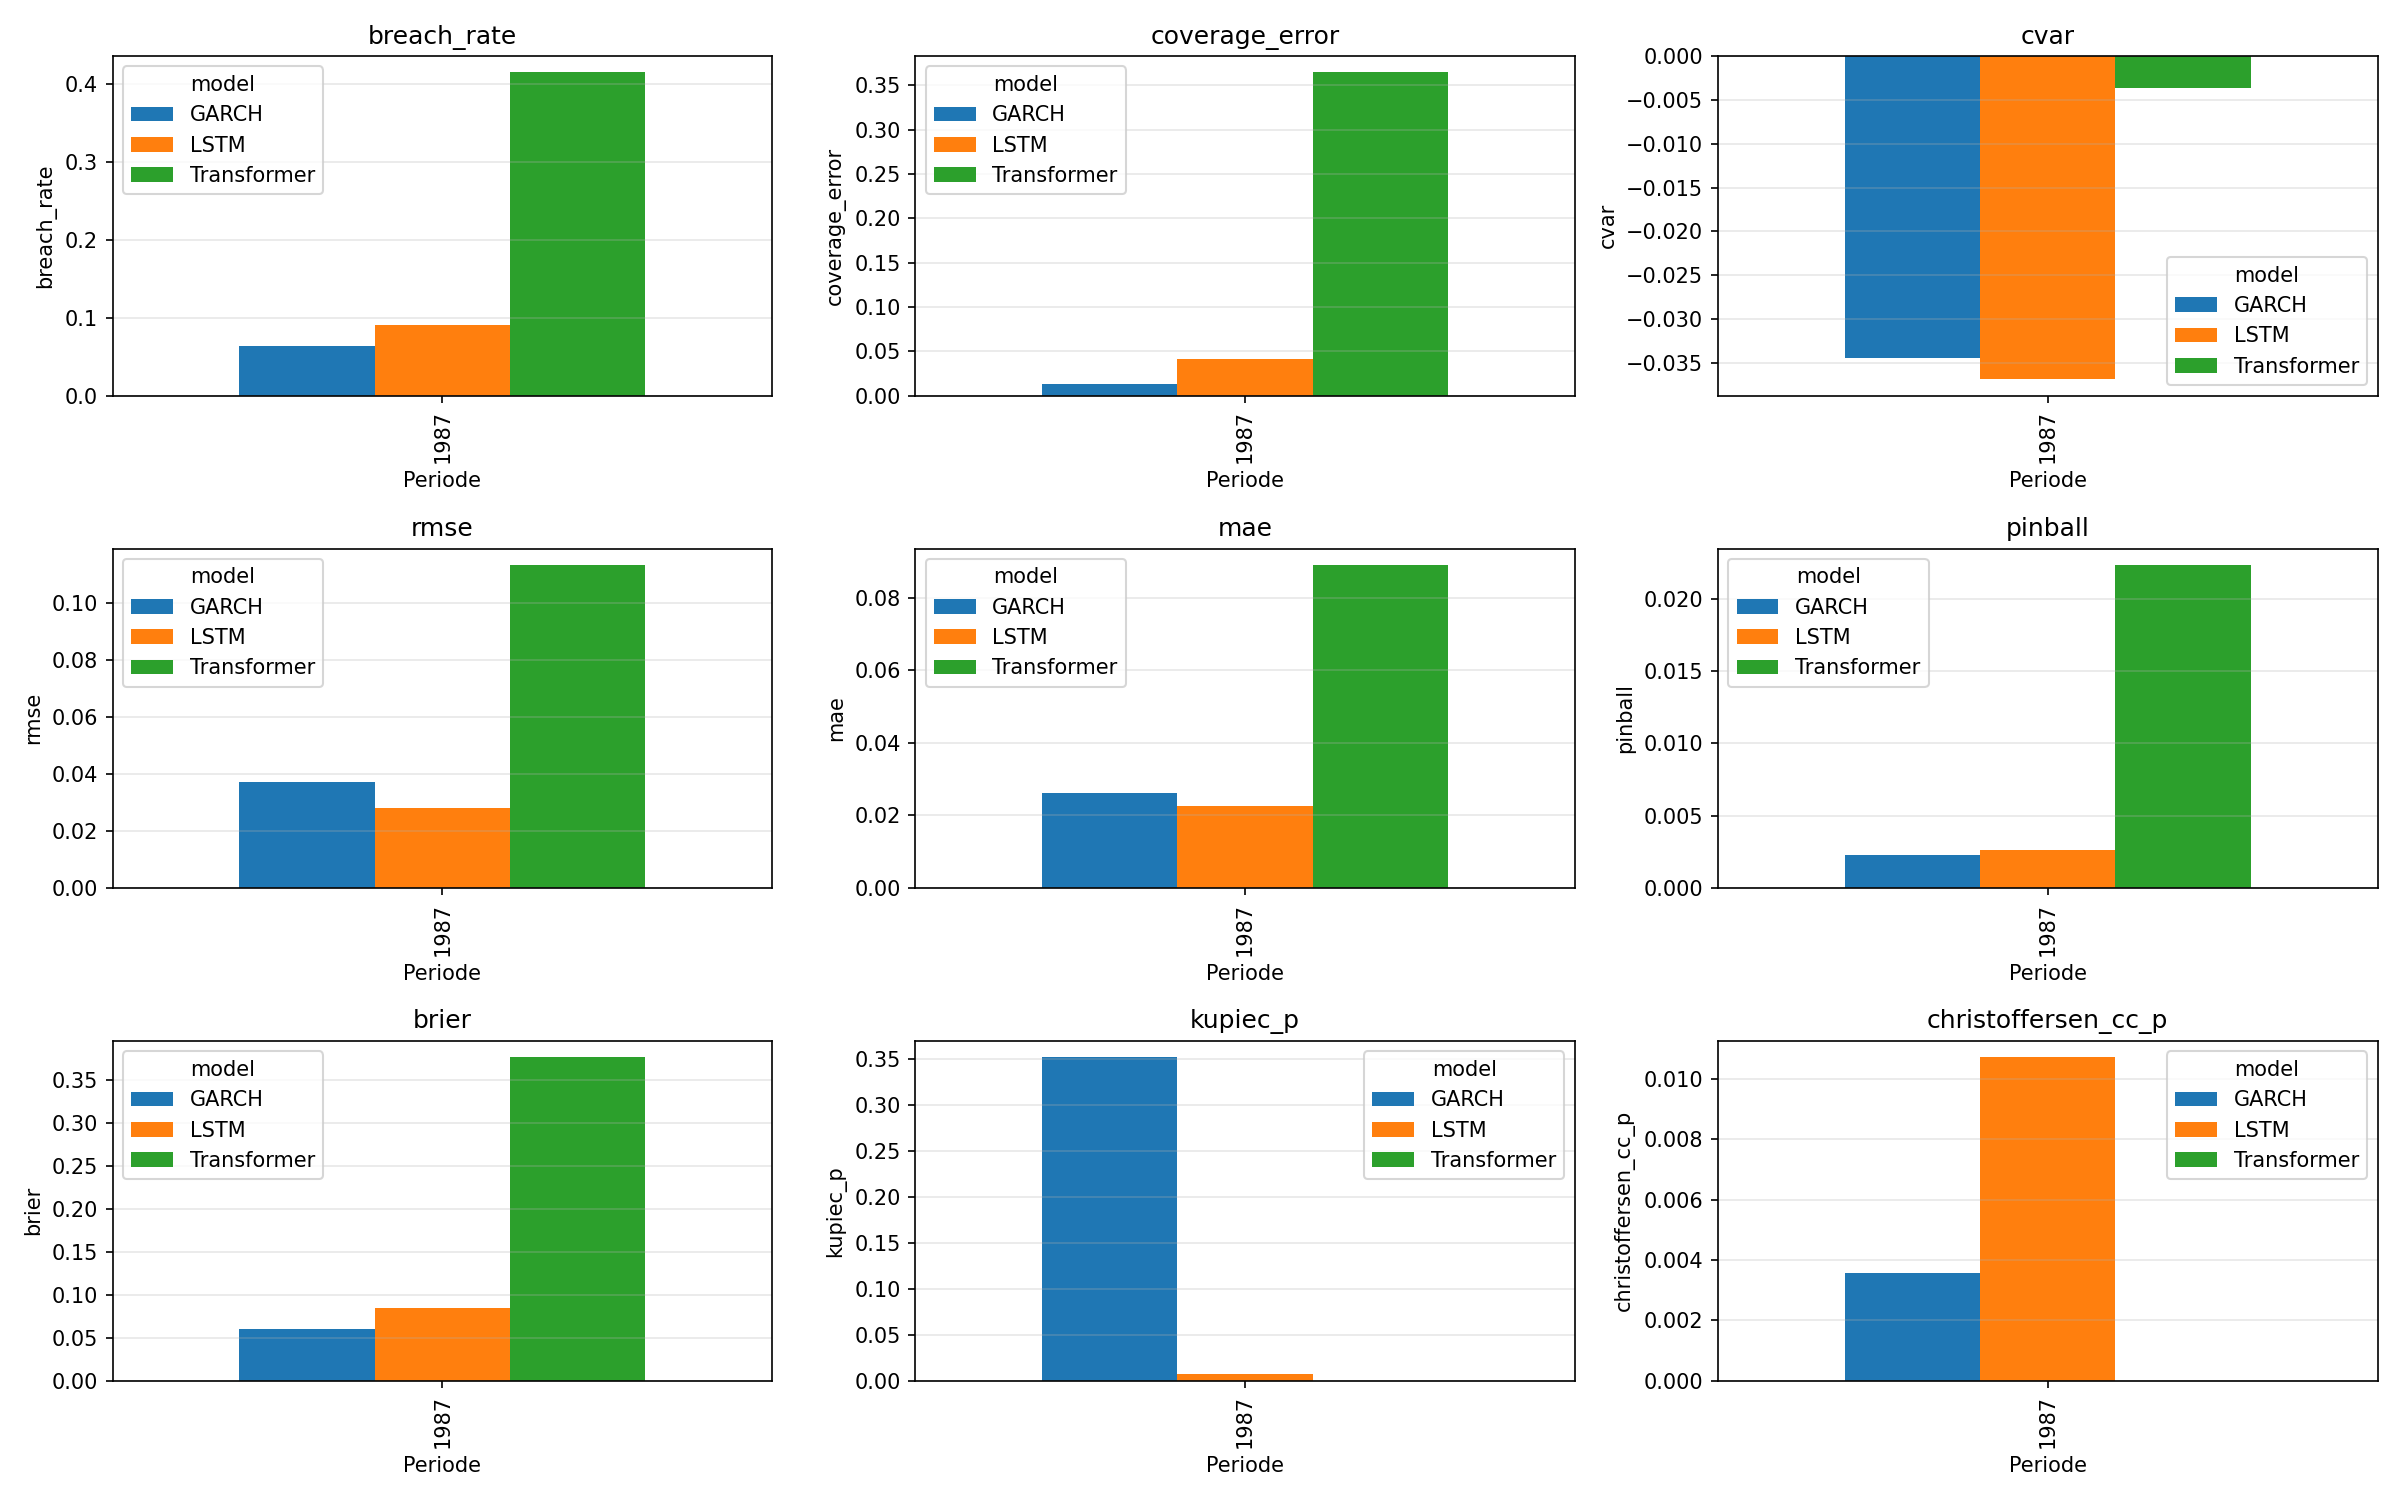 breach_rate
breach_rate
0.4
0.3
0.2
0.1
0.0
model
GARCH
LSTM
Transformer
1987
Periode
coverage_error
coverage_error
0.35
0.30
0.25
0.20
0.15
0.10
0.05
0.00
model
GARCH
LSTM
Transformer
1987
Periode
cvar
cvar
0.000
−0.005
−0.010
−0.015
−0.020
−0.025
−0.030
−0.035
model
GARCH
LSTM
Transformer
1987
Periode
rmse
rmse
0.10
0.08
0.06
0.04
0.02
0.00
model
GARCH
LSTM
Transformer
1987
Periode
mae
mae
0.08
0.06
0.04
0.02
0.00
model
GARCH
LSTM
Transformer
1987
Periode
pinball
pinball
0.020
0.015
0.010
0.005
0.000
model
GARCH
LSTM
Transformer
1987
Periode
brier
brier
0.35
0.30
0.25
0.20
0.15
0.10
0.05
0.00
model
GARCH
LSTM
Transformer
1987
Periode
kupiec_p
kupiec_p
0.35
0.30
0.25
0.20
0.15
0.10
0.05
0.00
model
GARCH
LSTM
Transformer
1987
Periode
christoffersen_cc_p
christoffersen_cc_p
0.010
0.008
0.006
0.004
0.002
0.000
model
GARCH
LSTM
Transformer
1987
Periode